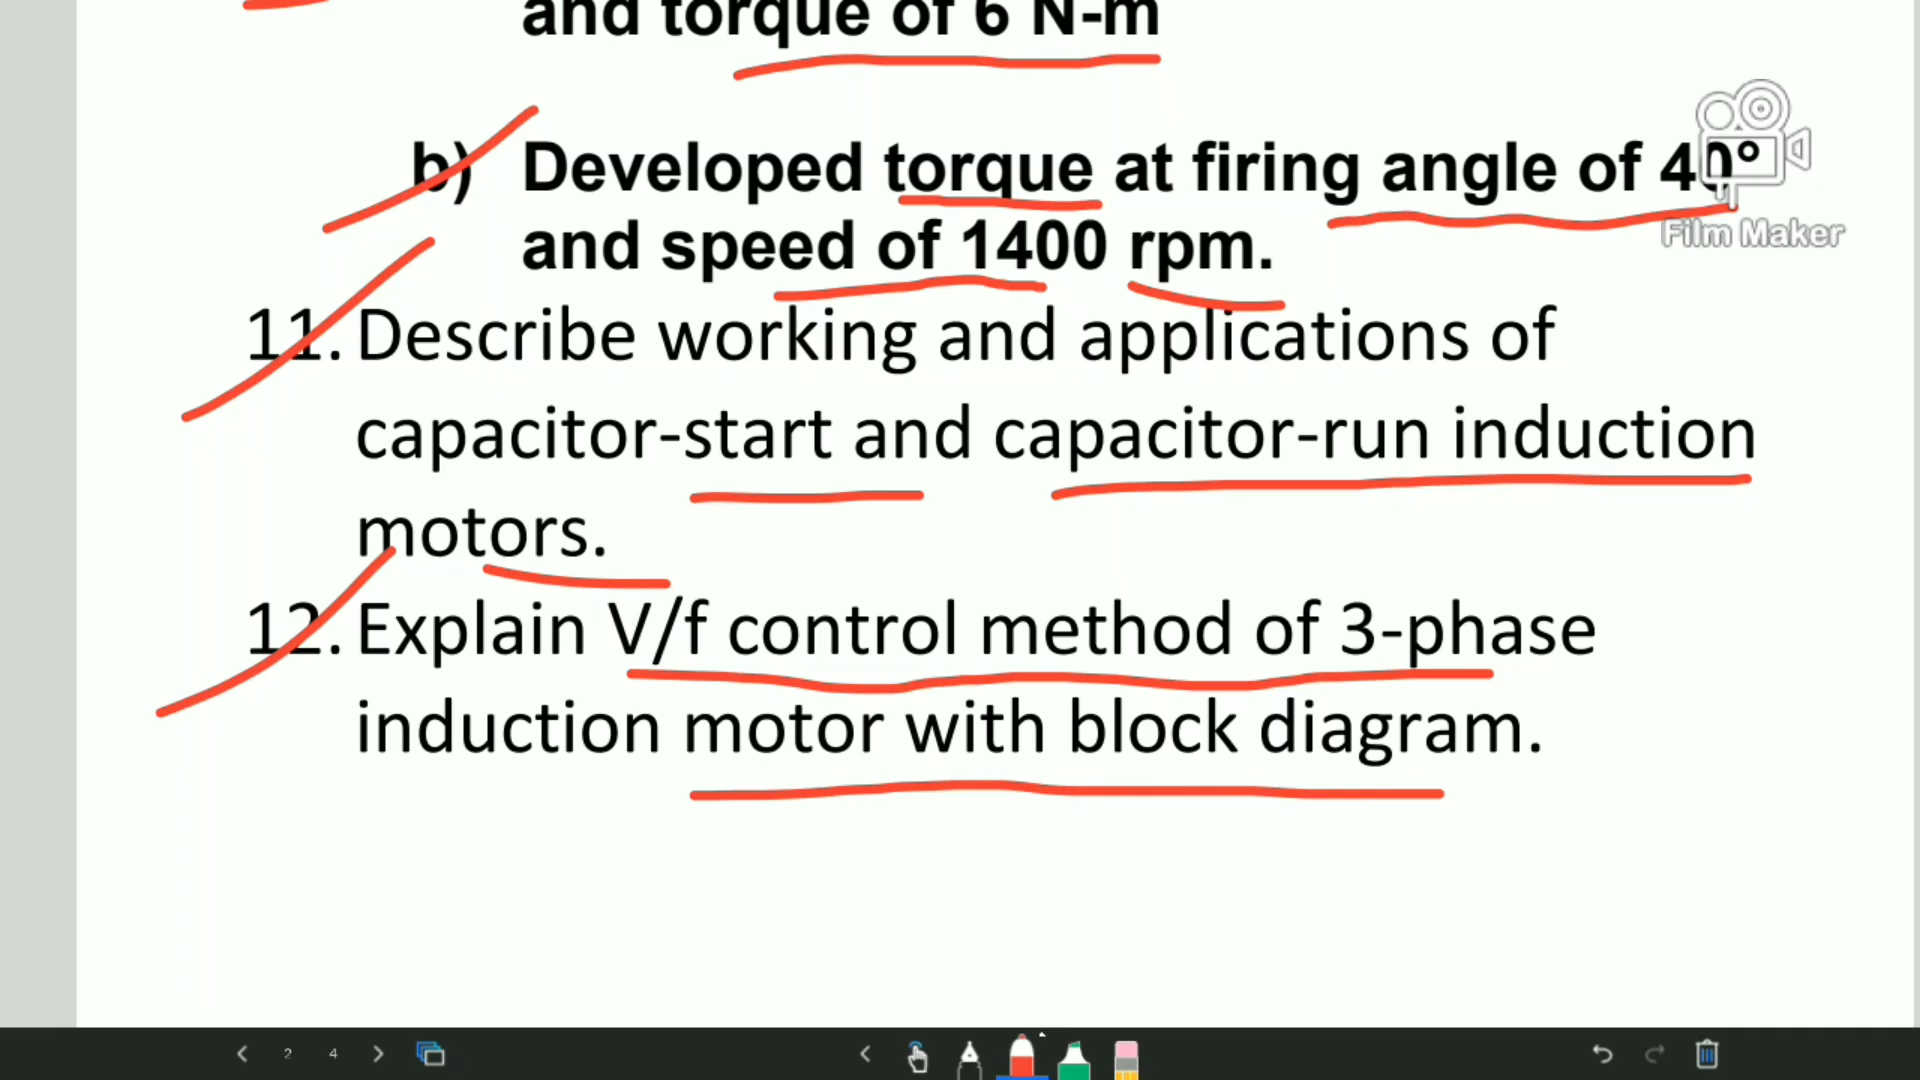 and torque of 6 N-m
b) Developed torque at firing angle of 40°
and speed of 1400 rpm.
Film Maker
11. Describe working and applications of
capacitor-start and capacitor-run induction
motors.
12. Explain V/f control method of 3-phase
induction motor with block diagram.
2 4